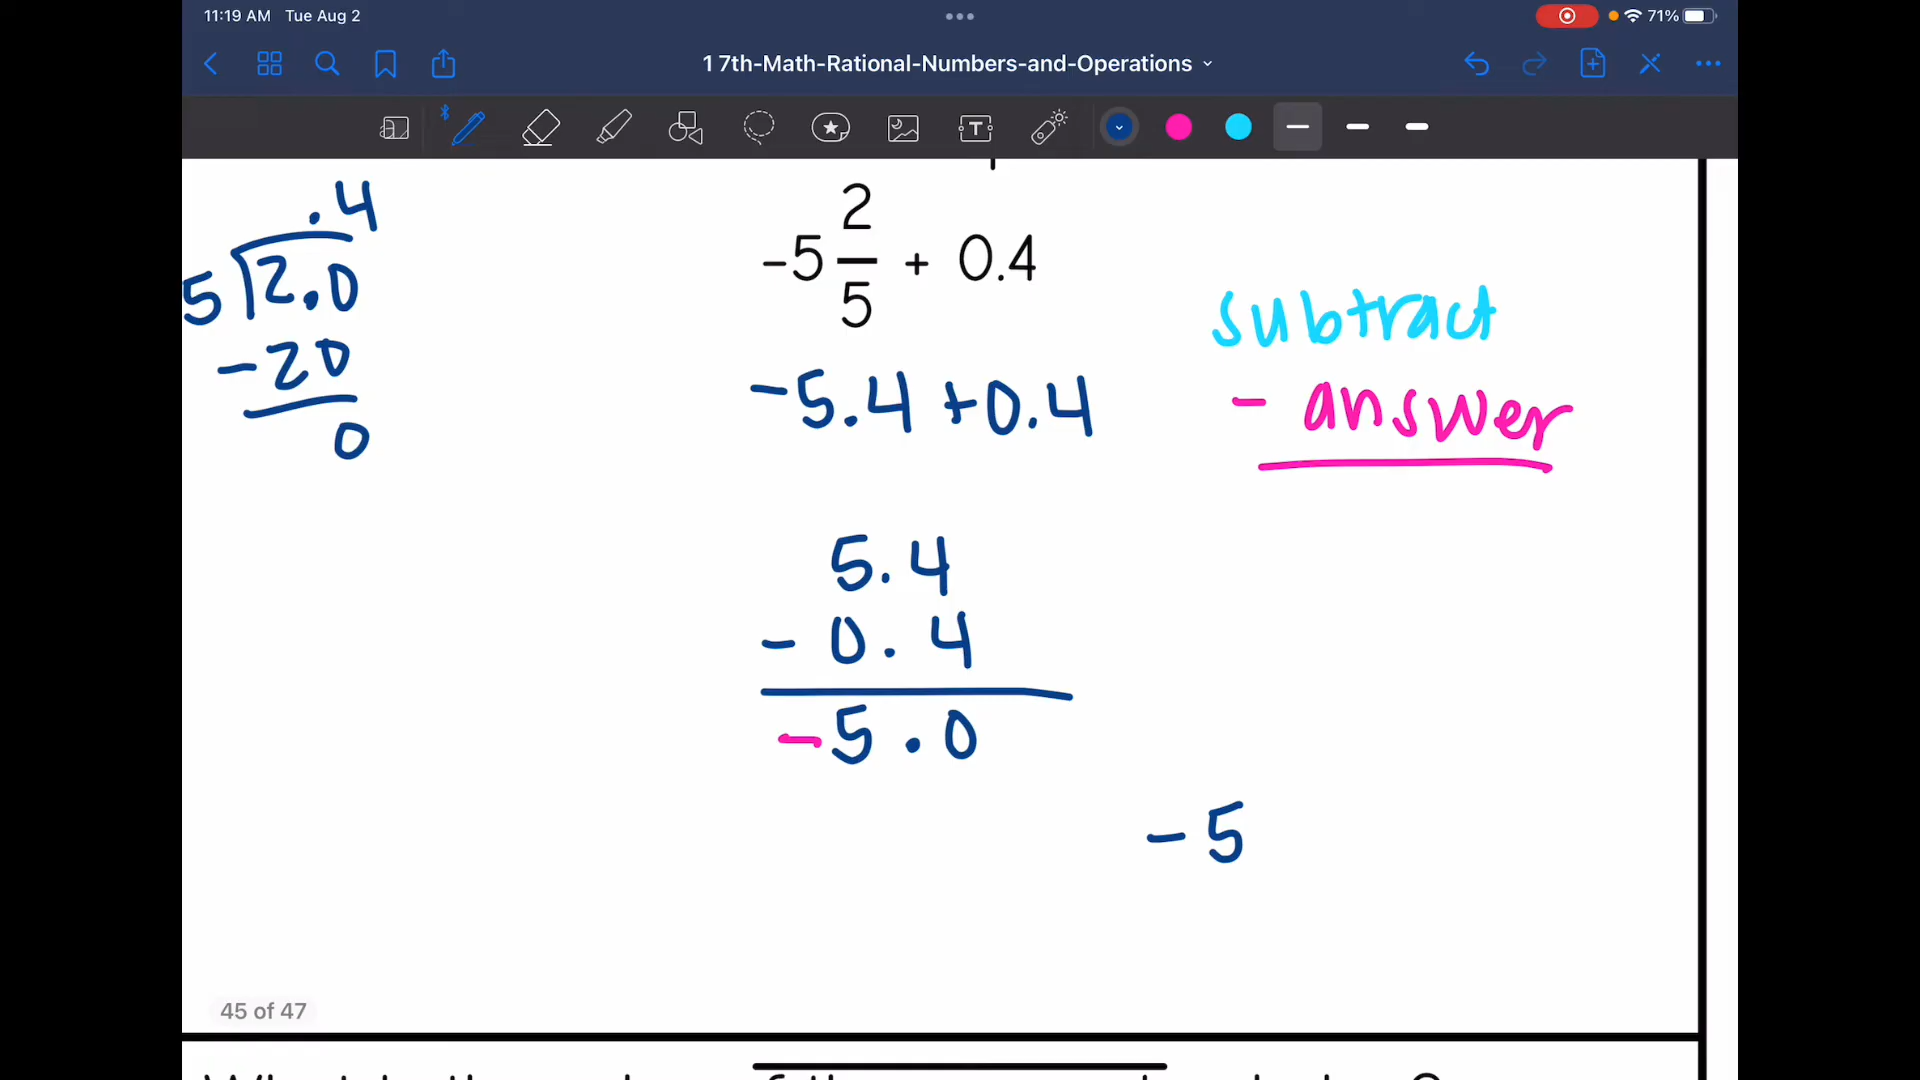 11:19 AM Tue Aug 2
71%
1 7th-Math-Rational-Numbers-and-Operations
.4
5 2.0
-20
0
-5 2/5 + 0.4
-5.4 + 0.4
subtract
- answer
5.4
- 0.4
-5.0
-5
45 of 47